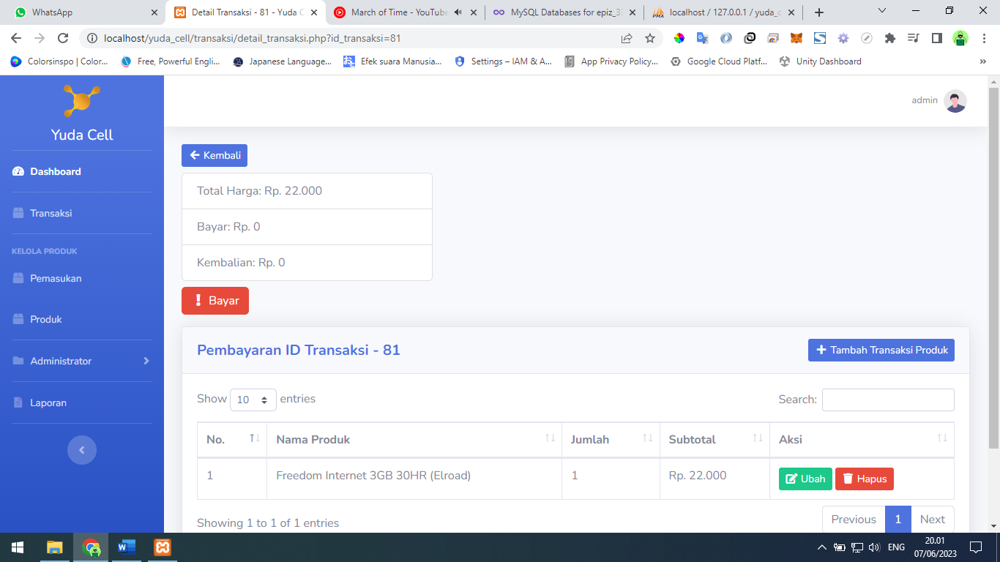 WhatsApp
Detail Transaksi - 81 - Yuda C
March of Time - YouTube
MySQL Databases for epiz_3
localhost / 127.0.0.1 / yuda_c
localhost/yuda_cell/transaksi/detail_transaksi.php?id_transaksi=81
Colorsinspo | Color...
Free, Powerful Engli...
Japanese Language...
Efek suara Manusia...
Settings – IAM & A...
App Privacy Policy...
Google Cloud Platf...
Unity Dashboard
»
Yuda Cell
Dashboard
Transaksi
KELOLA PRODUK
Pemasukan
Produk
Administrator
Laporan
admin
Kembali
Total Harga: Rp. 22.000
Bayar: Rp. 0
Kembalian: Rp. 0
Bayar
Pembayaran ID Transaksi - 81
Tambah Transaksi Produk
Show 10 entries
Search:
No. Nama Produk Jumlah Subtotal Aksi
1 Freedom Internet 3GB 30HR (Elroad) 1 Rp. 22.000 Ubah Hapus
Showing 1 to 1 of 1 entries
Previous 1 Next
ENG
20.01
07/06/2023